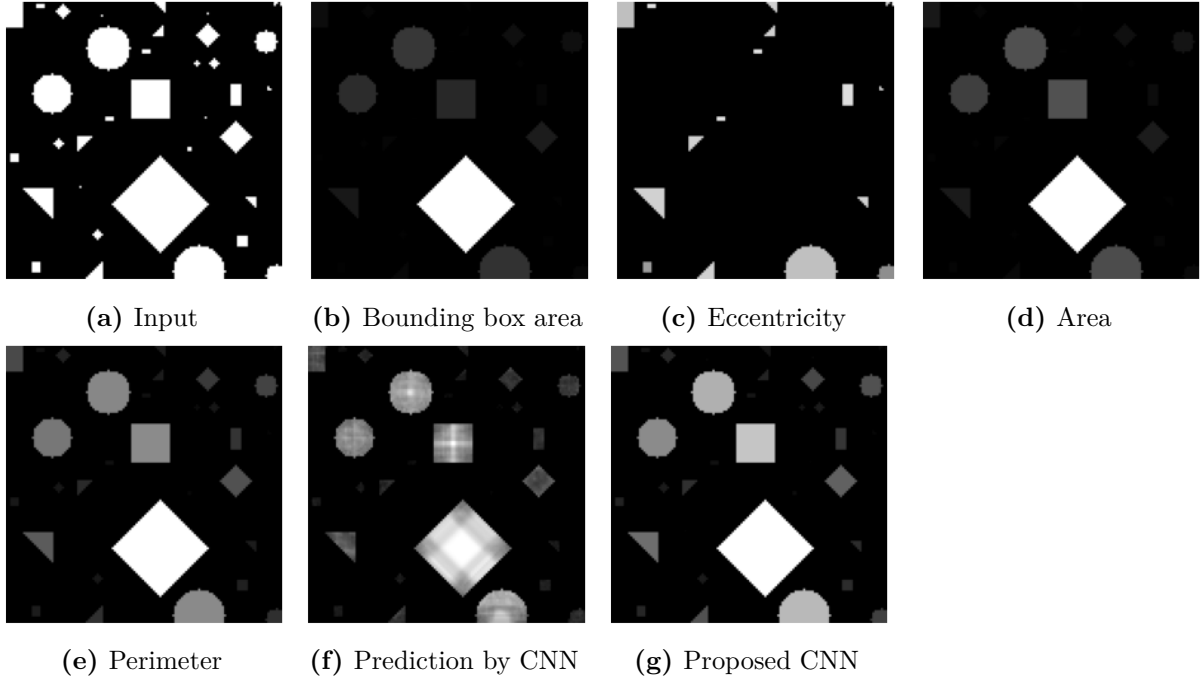 (a) Input
(b) Bounding box area
(c) Eccentricity
(d) Area
(e) Perimeter
(f) Prediction by CNN
(g) Proposed CNN